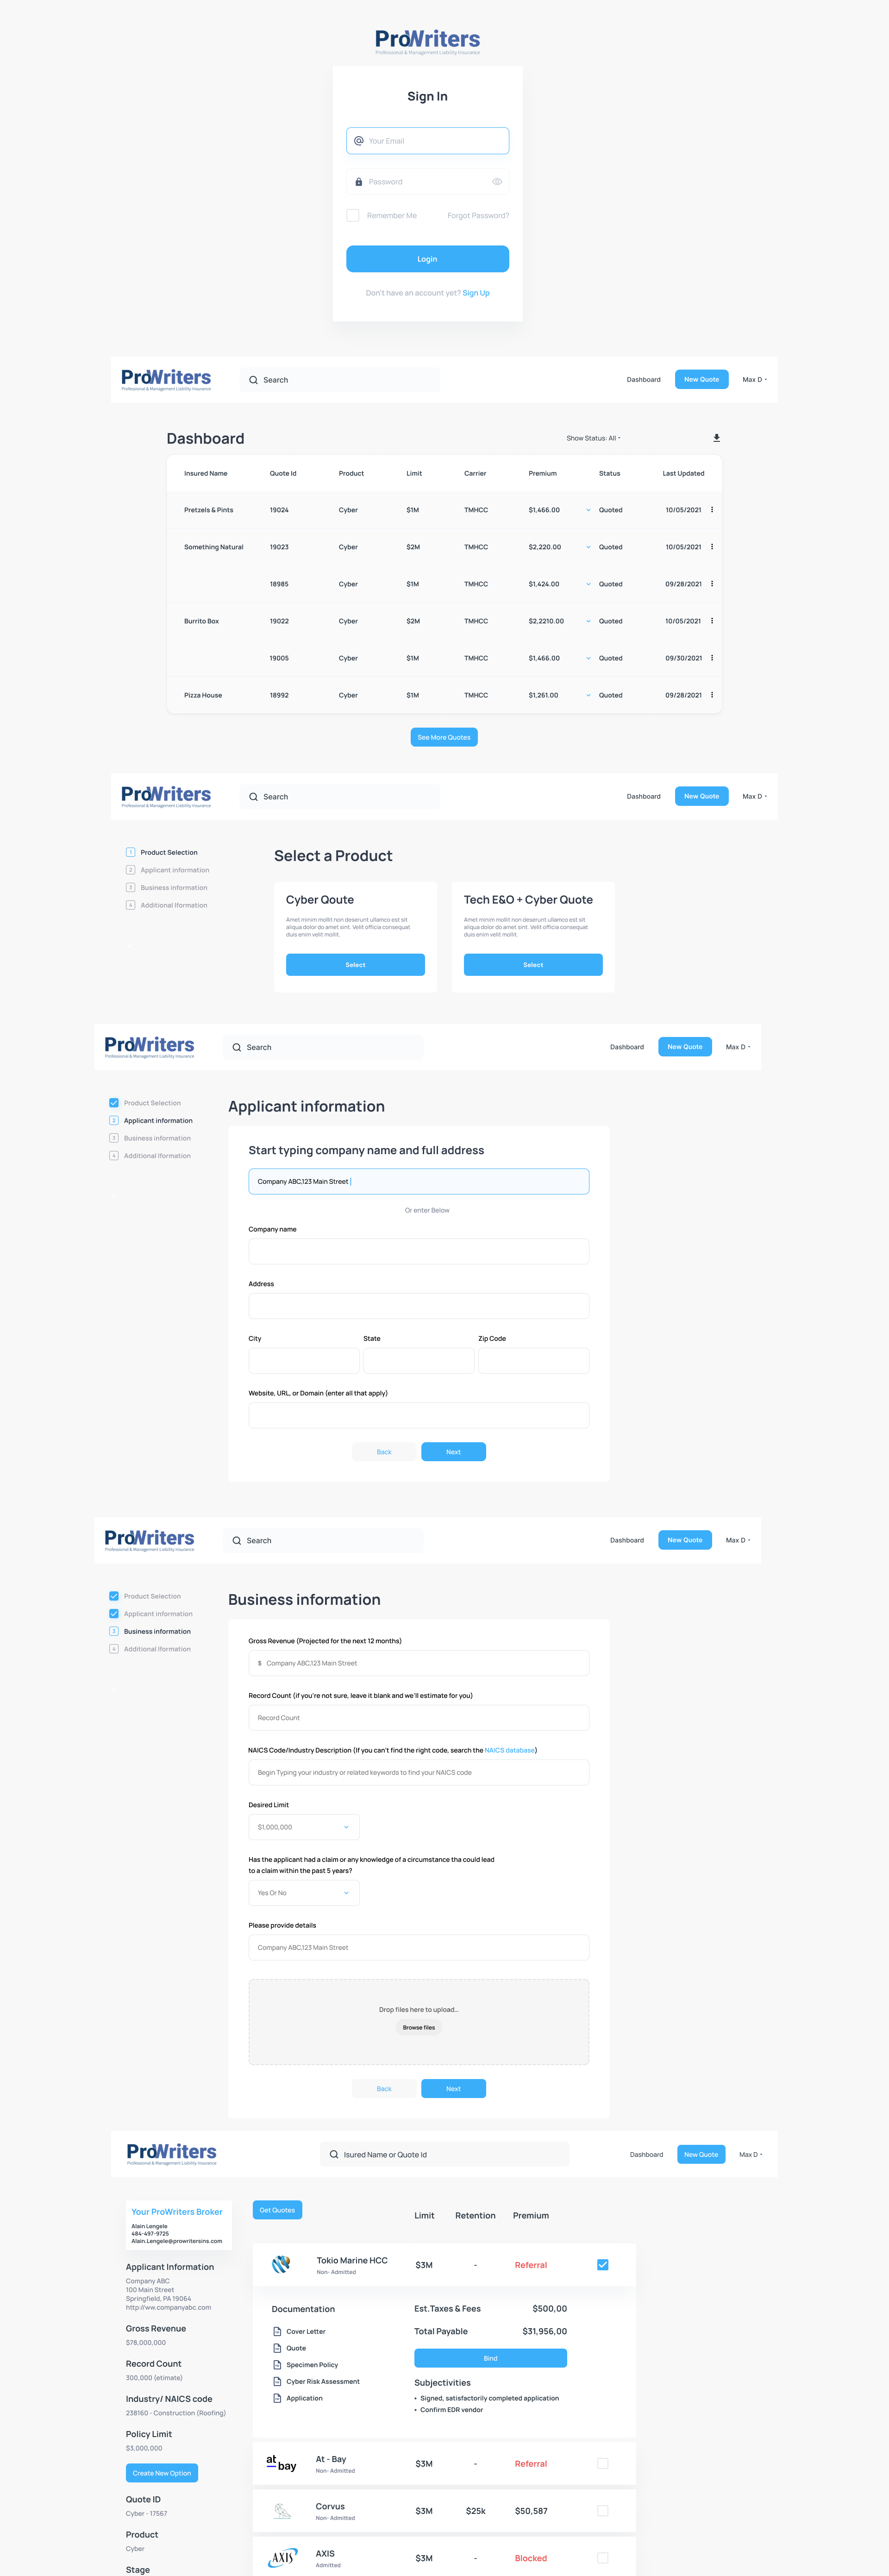 ProWriters
Professional & Management Liability Insurance
Sign In
Your Email
Password
Remember Me Forgot Password?
Login
Don't have an account yet? Sign Up
ProWriters
Professional & Management Liability Insurance
Search
Dashboard New Quote Max D
Dashboard
Show Status: All
Insured Name Quote Id Product Limit Carrier Premium Status Last Updated
Pretzels & Pints 19024 Cyber $1M TMHCC $1,466.00 Quoted 10/05/2021
Something Natural 19023 Cyber $2M TMHCC $2,220.00 Quoted 10/05/2021
18985 Cyber $1M TMHCC $1,424.00 Quoted 09/28/2021
Burrito Box 19022 Cyber $2M TMHCC $2,2210.00 Quoted 10/05/2021
19005 Cyber $1M TMHCC $1,466.00 Quoted 09/30/2021
Pizza House 18992 Cyber $1M TMHCC $1,261.00 Quoted 09/28/2021
See More Quotes
ProWriters
Professional & Management Liability Insurance
Search
Dashboard New Quote Max D
1 Product Selection
2 Applicant information
3 Business information
4 Additional Iformation
Select a Product
Cyber Qoute
Amet minim mollit non deserunt ullamco est sit
aliqua dolor do amet sint. Velit officia consequat
duis enim velit mollit.
Select
Tech E&O + Cyber Quote
Amet minim mollit non deserunt ullamco est sit
aliqua dolor do amet sint. Velit officia consequat
duis enim velit mollit.
Select
ProWriters
Professional & Management Liability Insurance
Search
Dashboard New Quote Max D
Product Selection
2 Applicant information
3 Business information
4 Additional Iformation
Applicant information
Start typing company name and full address
Company ABC,123 Main Street
Or enter Below
Company name
Address
City State Zip Code
Website, URL, or Domain (enter all that apply)
Back Next
ProWriters
Professional & Management Liability Insurance
Search
Dashboard New Quote Max D
Product Selection
Applicant information
3 Business information
4 Additional Iformation
Business information
Gross Revenue (Projected for the next 12 months)
$ Company ABC,123 Main Street
Record Count (if you're not sure, leave it blank and we'll estimate for you)
Record Count
NAICS Code/Industry Description (If you can't find the right code, search the NAICS database)
Begin Typing your industry or related keywords to find your NAICS code
Desired Limit
$1,000,000
Has the applicant had a claim or any knowledge of a circumstance tha could lead
to a claim within the past 5 years?
Yes Or No
Please provide details
Company ABC,123 Main Street
Drop files here to upload...
Browse files
Back Next
ProWriters
Professional & Management Liability Insurance
Isured Name or Quote Id
Dashboard New Quote Max D
Your ProWriters Broker
Alain Lengele
484-497-9725
Alain.Lengele@prowritersins.com
Applicant Information
Company ABC
100 Main Street
Springfield, PA 19064
http://ww.companyabc.com
Gross Revenue
$78,000,000
Record Count
300,000 (etimate)
Industry/ NAICS code
238160 - Construction (Roofing)
Policy Limit
$3,000,000
Create New Option
Quote ID
Cyber - 17567
Product
Cyber
Stage
Get Quotes
Limit Retention Premium
Tokio Marine HCC
Non- Admitted
$3M - Referral
Documentation
Cover Letter
Quote
Specimen Policy
Cyber Risk Assessment
Application
Est.Taxes & Fees $500,00
Total Payable $31,956,00
Bind
Subjectivities
• Signed, satisfactorily completed application
• Confirm EDR vendor
at bay
At - Bay
Non- Admitted
$3M - Referral
Corvus
Non- Admitted
$3M $25k $50,587
AXIS
AXIS
Admitted
$3M - Blocked